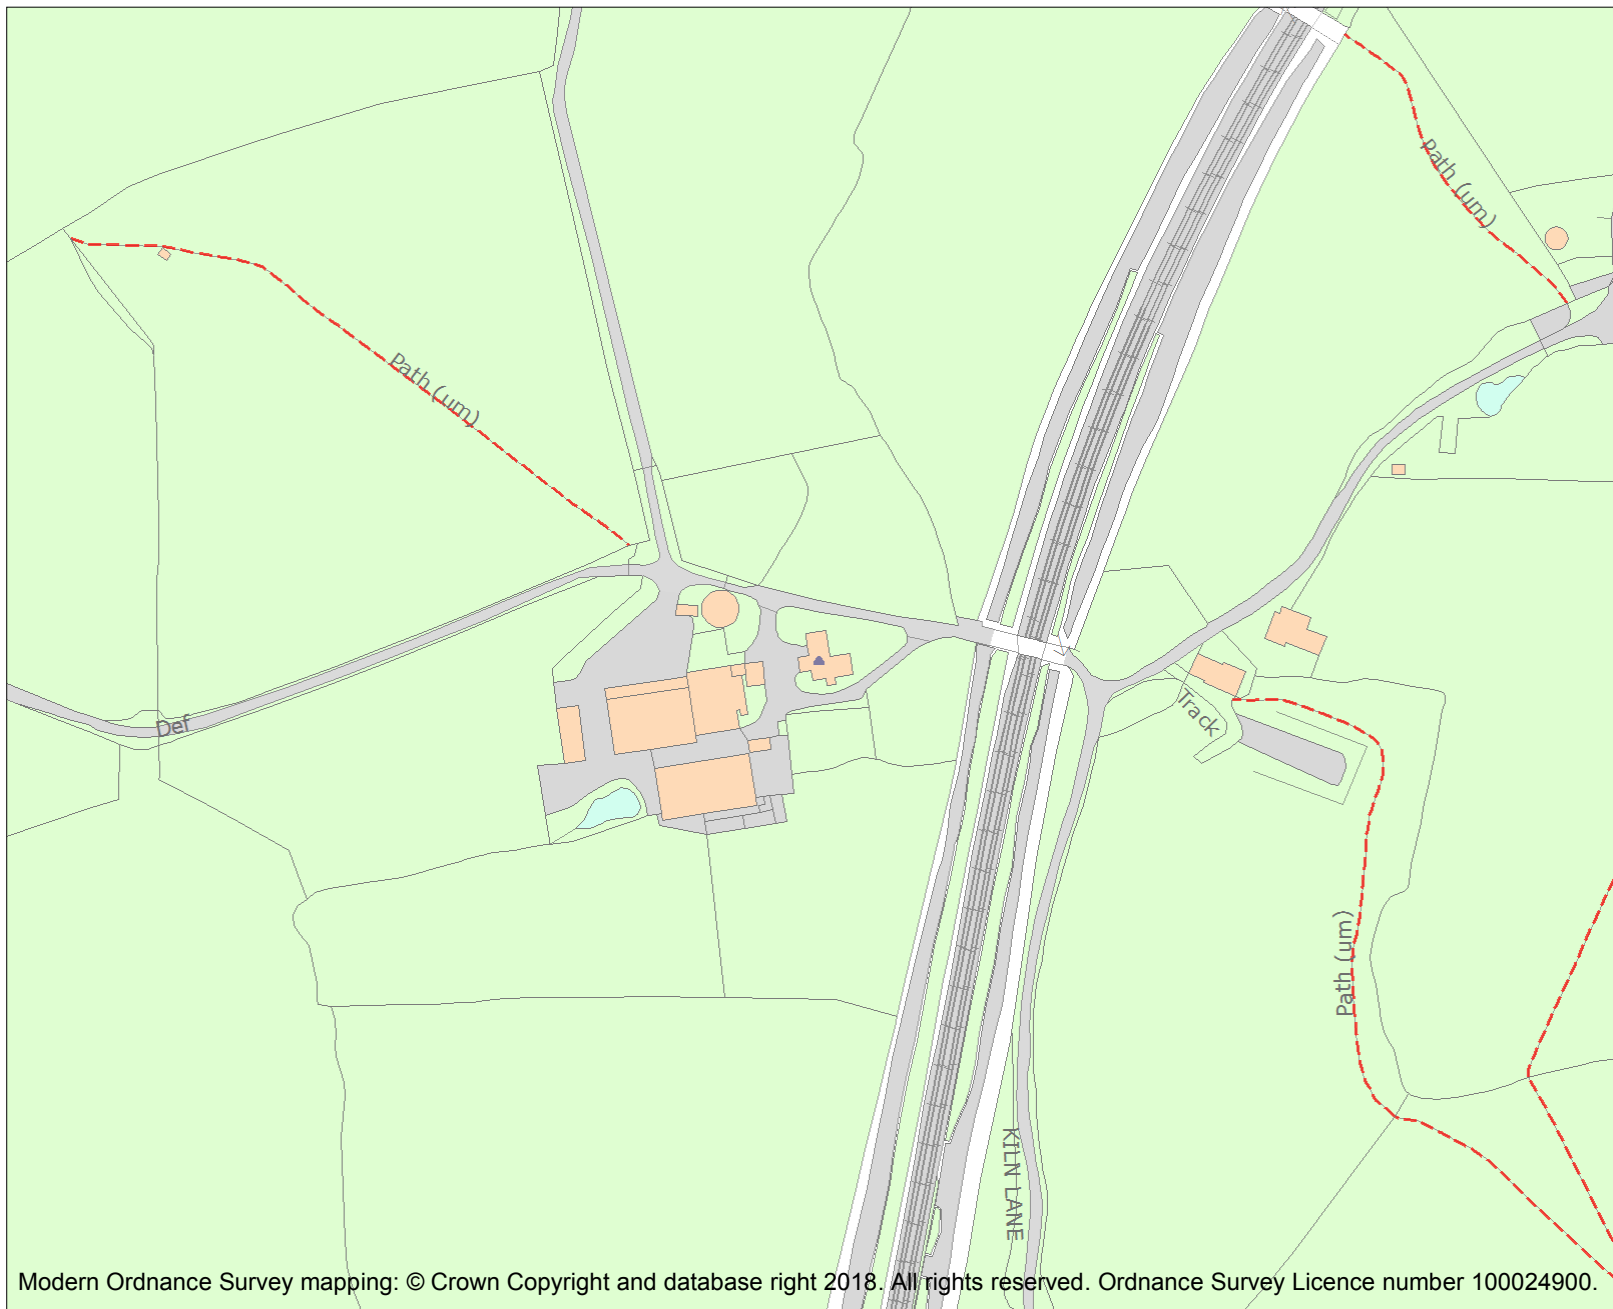 Path (um)
Path (um)
Def
Track
Path (um)
KILN LANE
Modern Ordnance Survey mapping: © Crown Copyright and database right 2018. All rights reserved. Ordnance Survey Licence number 100024900.